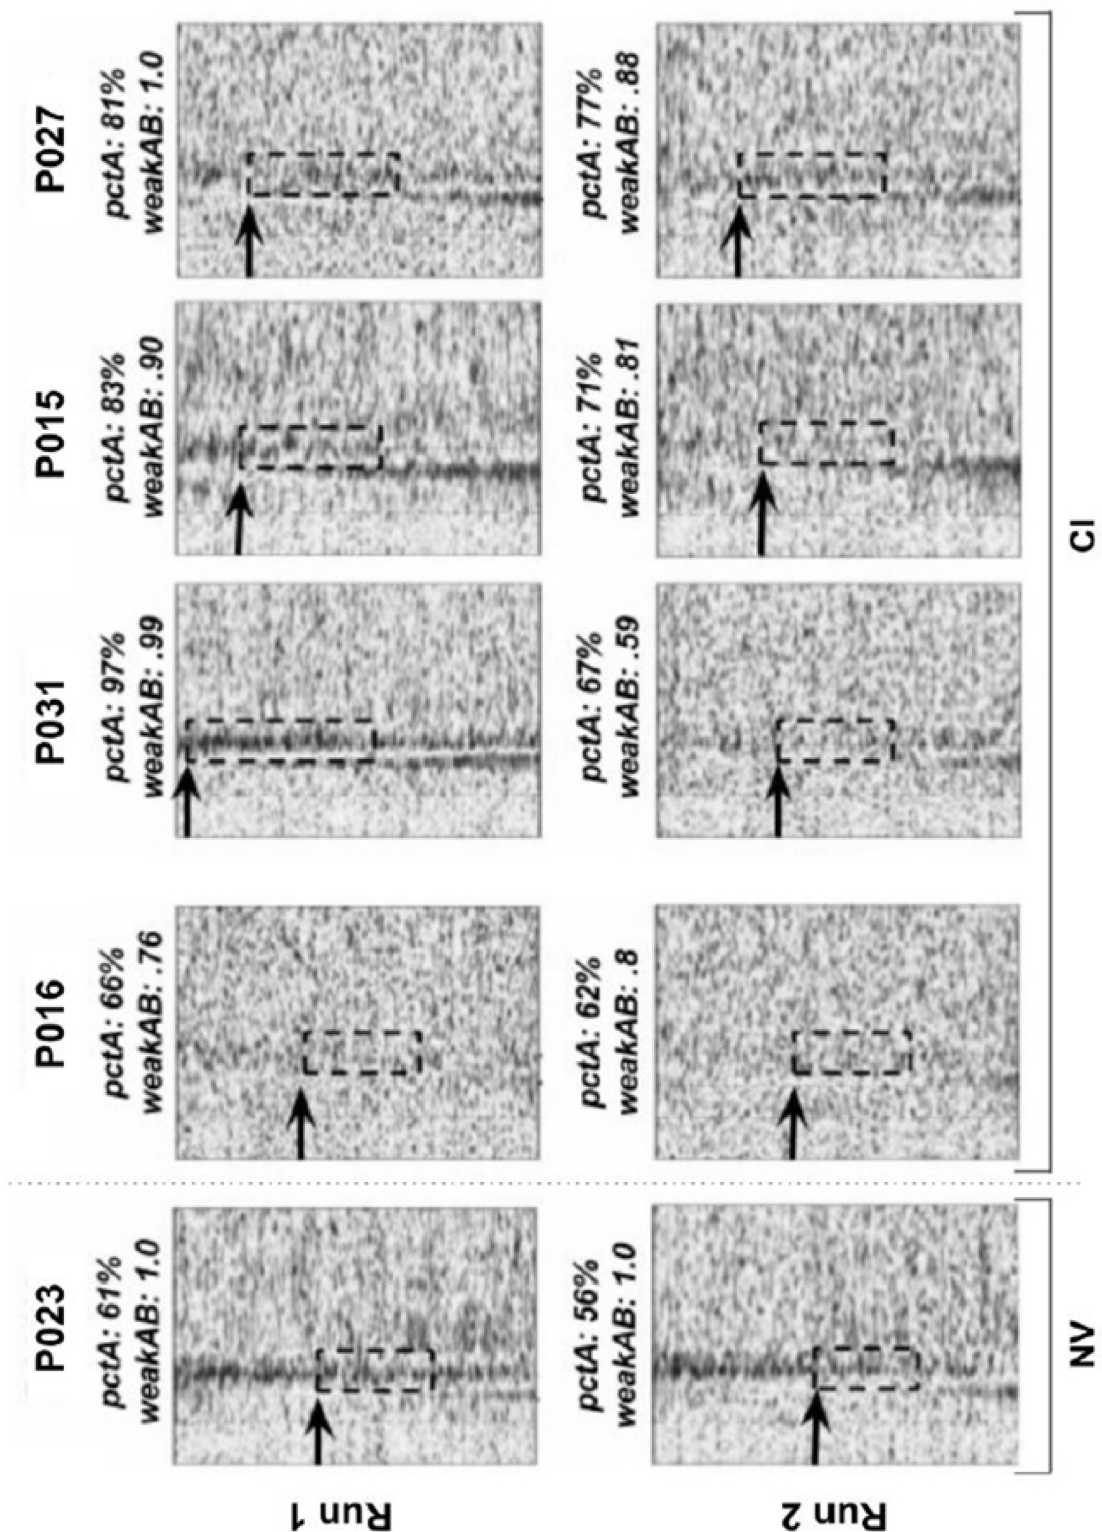 P023
P016
P031
P015
P027
Run 1
pctA: 61%
weakAB: 1.0
pctA: 66%
weakAB: .76
pctA: 97%
weakAB: .99
pctA: 83%
weakAB: .90
pctA: 81%
weakAB: 1.0
Run 2
pctA: 56%
weakAB: 1.0
pctA: 62%
weakAB: .8
pctA: 67%
weakAB: .59
pctA: 71%
weakAB: .81
pctA: 77%
weakAB: .88
NV
CI